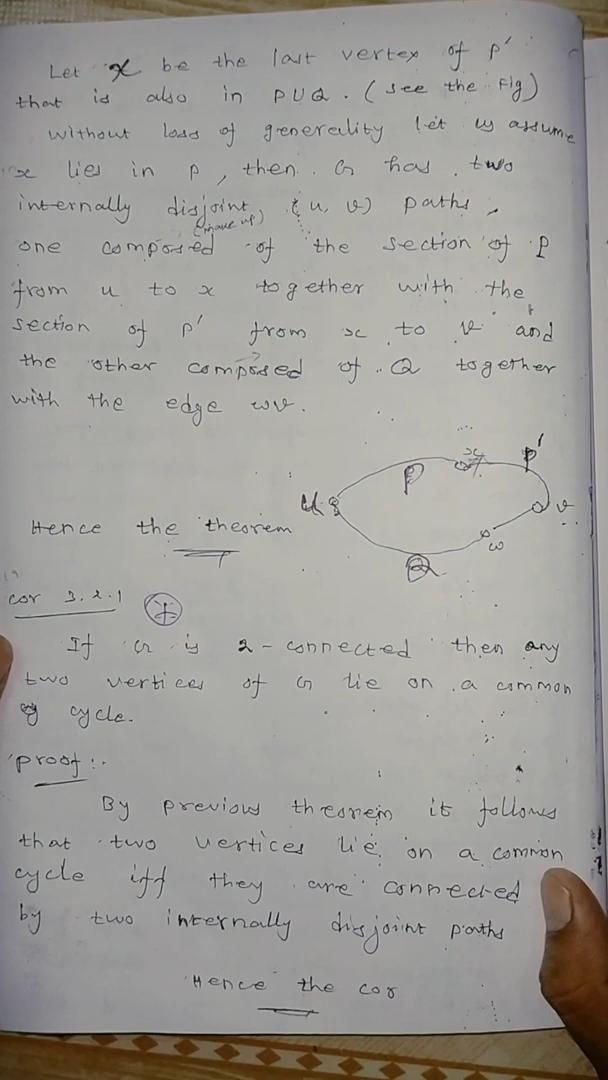 Let x be the last vertex of P'
that is also in PUQ. (see the Fig)
without loss of generality let us assume
x lies in P, then G has two
internally disjoint (u, v) paths,
(make up)
one composed of the section of P
from u to x together with the
section of P' from x to v and
the other composed of Q together
with the edge wv.
x P'
P
u v
Hence the theorem
w
Q
cor 3.2.1
If G is 2-connected then any
two vertices of G lie on a common
cycle.
proof:.
By previous theorem it follows
that two vertices lie on a common
cycle iff they are connected
by two internally disjoint paths
Hence the cor